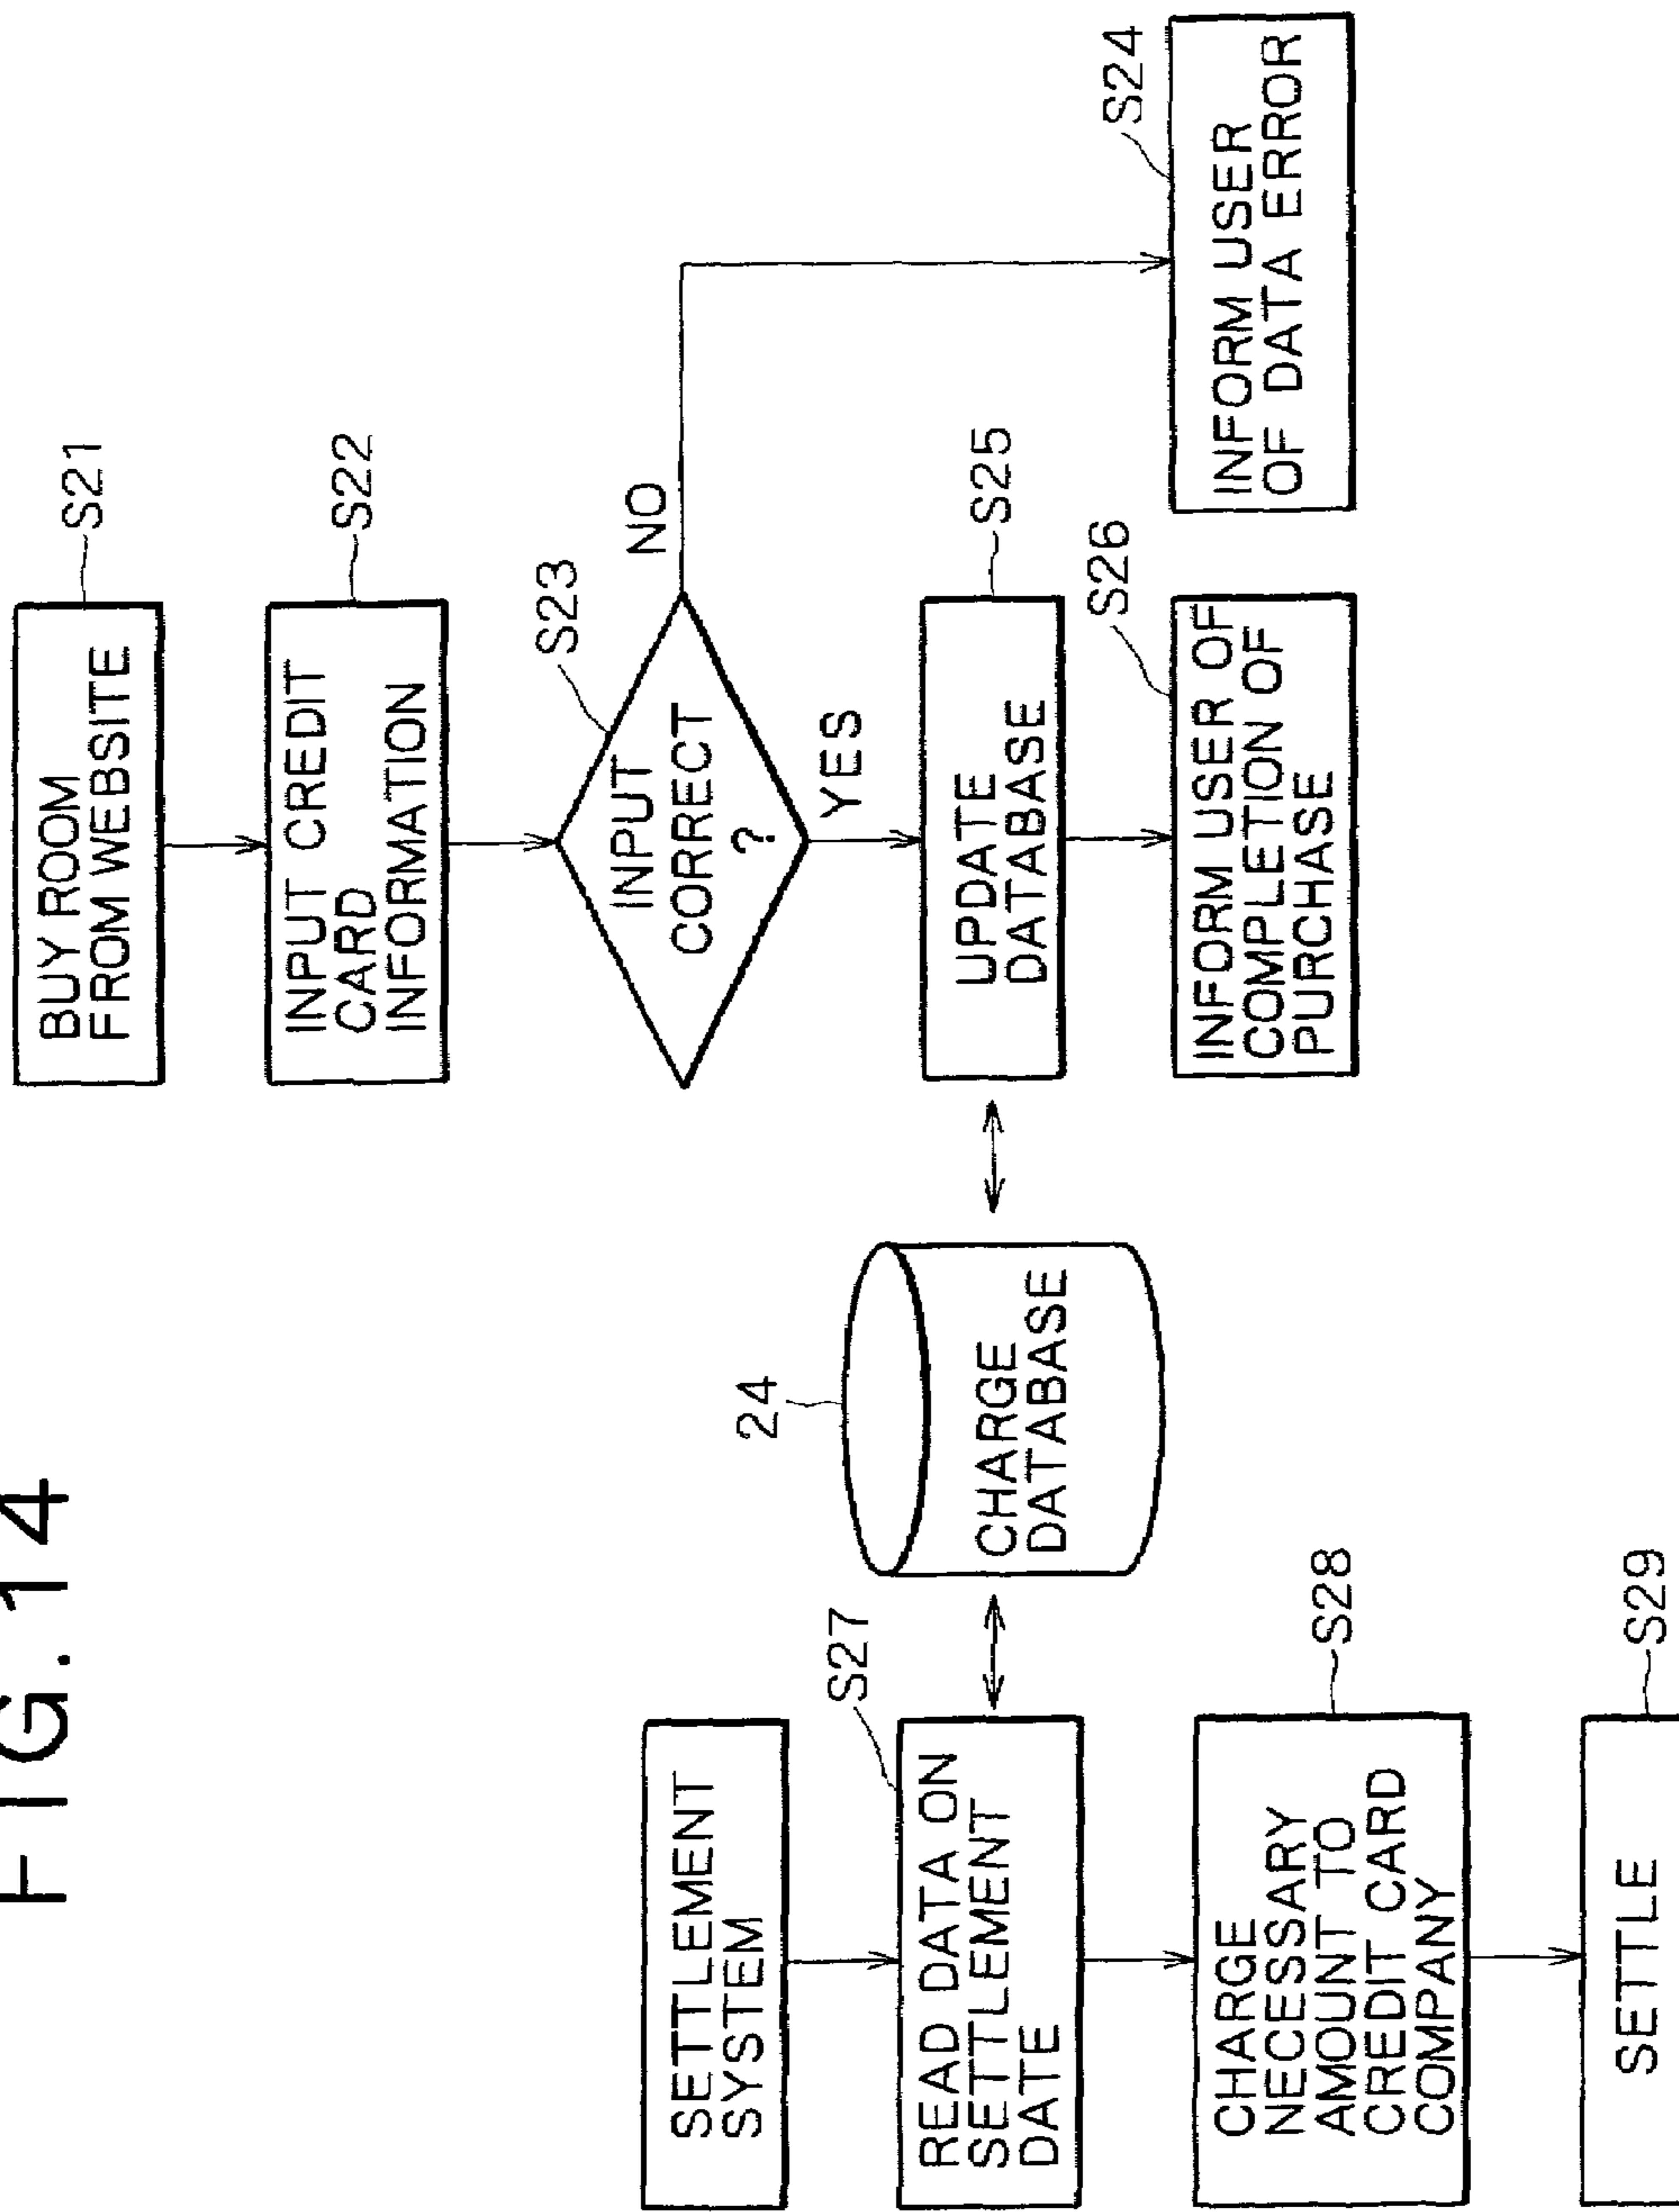 FIG. 14
BUY ROOM
FROM WEBSITE
S21
INPUT CREDIT
CARD
INFORMATION
S22
INPUT
CORRECT
?
S23
NO
YES
INFORM USER
OF DATA ERROR
S24
UPDATE
DATABASE
S25
INFORM USER OF
COMPLETION OF
PURCHASE
S26
CHARGE
DATABASE
24
SETTLEMENT
SYSTEM
READ DATA ON
SETTLEMENT
DATE
S27
CHARGE
NECESSARY
AMOUNT TO
CREDIT CARD
COMPANY
S28
SETTLE
S29